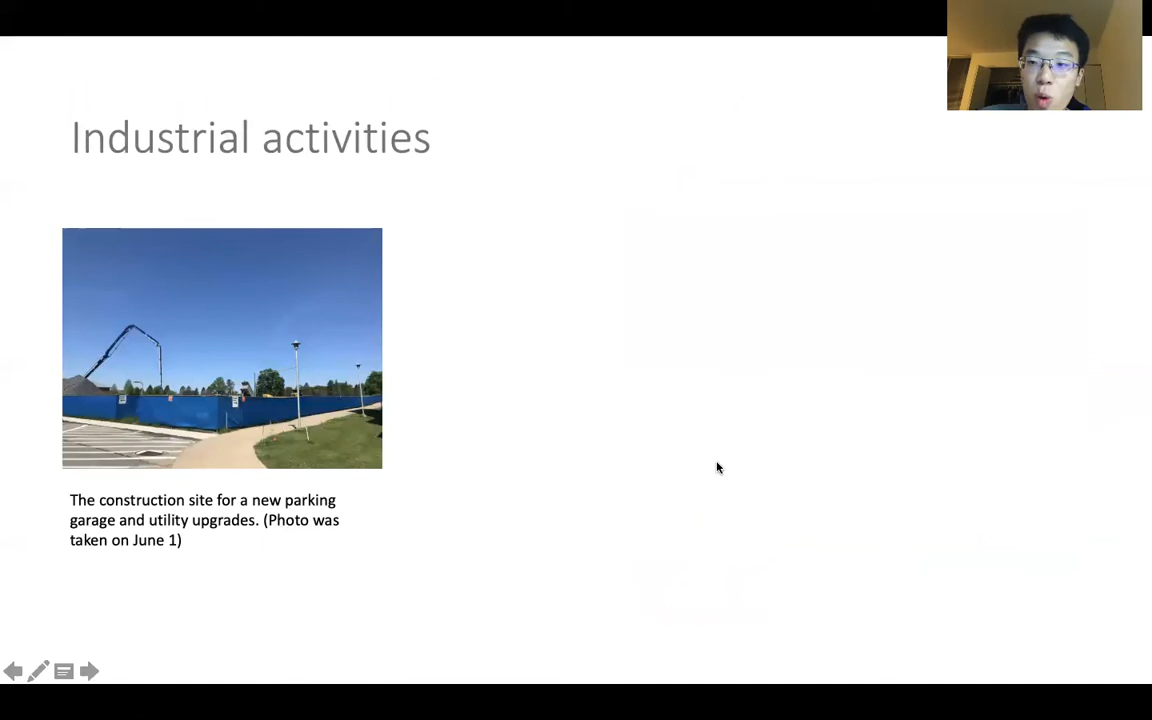 Industrial activities
The construction site for a new parking
garage and utility upgrades. (Photo was
taken on June 1)